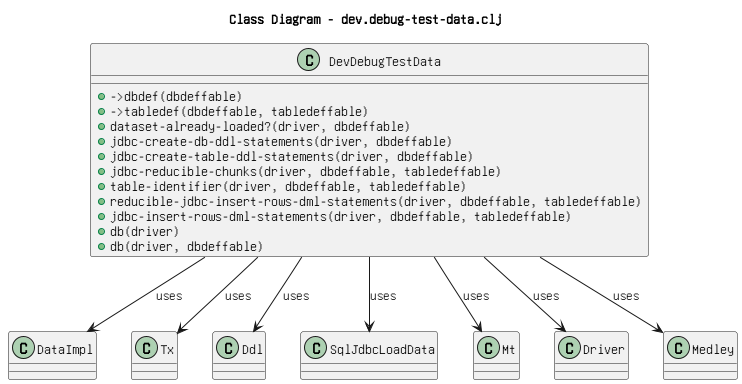 Class Diagram - dev.debug-test-data.clj
C DevDebugTestData
->dbdef(dbdeffable)
->tabledef(dbdeffable, tabledeffable)
dataset-already-loaded?(driver, dbdeffable)
jdbc-create-db-ddl-statements(driver, dbdeffable)
jdbc-create-table-ddl-statements(driver, dbdeffable)
jdbc-reducible-chunks(driver, dbdeffable, tabledeffable)
table-identifier(driver, dbdeffable, tabledeffable)
reducible-jdbc-insert-rows-dml-statements(driver, dbdeffable, tabledeffable)
jdbc-insert-rows-dml-statements(driver, dbdeffable, tabledeffable)
db(driver)
db(driver, dbdeffable)
uses uses uses uses uses uses uses
C DataImpl C Tx C Ddl C SqlJdbcLoadData C Mt C Driver C Medley